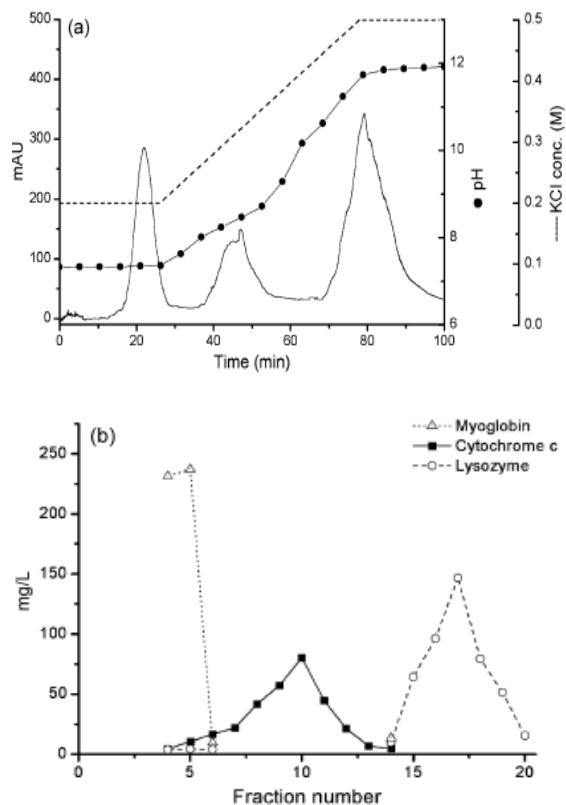 (a)
500
400
300
200
100
0
mAU
0 20 40 60 80 100
Time (min)
12
10
8
6
pH
0.5
0.4
0.3
0.2
0.1
0.0
KCl conc. (M)
(b)
Myoglobin
Cytochrome c
Lysozyme
250
200
150
100
50
0
mg/L
0 5 10 15 20
Fraction number